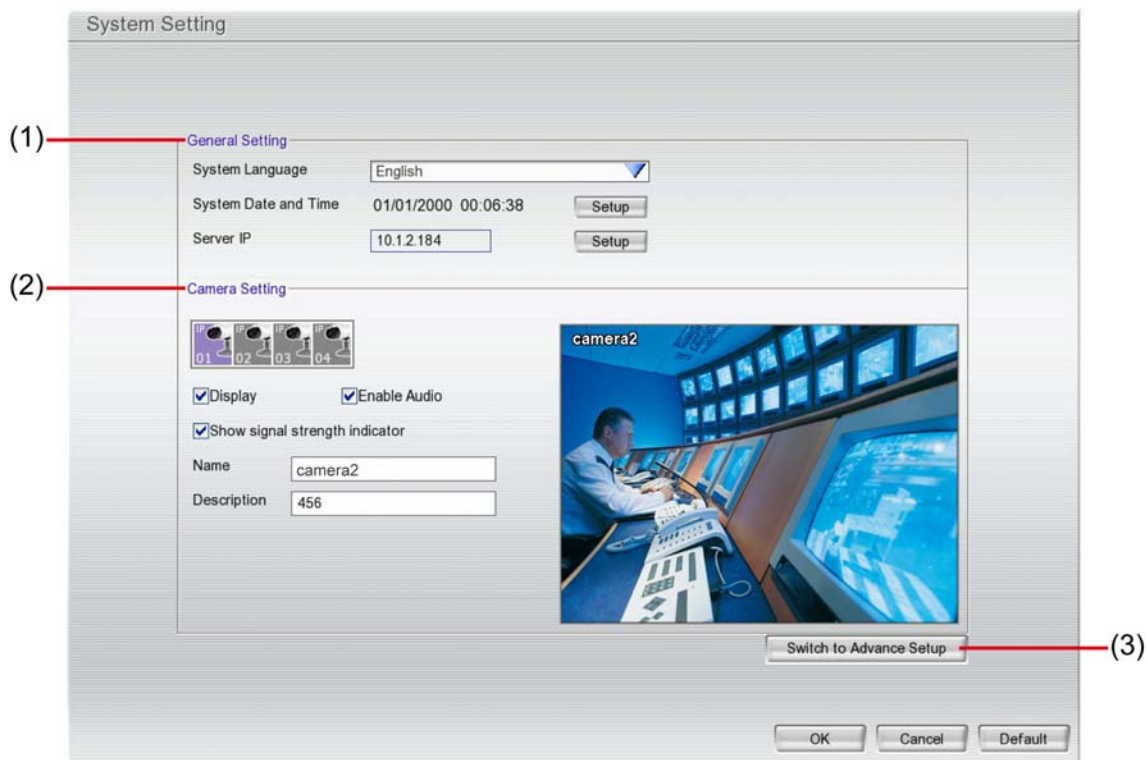 System Setting
(1)
General Setting
System Language English
System Date and Time 01/01/2000 00:06:38 Setup
Server IP 10.1.2.184 Setup
(2)
Camera Setting
IP IP IP IP
01 02 03 04
camera2
Display Enable Audio
Show signal strength indicator
Name camera2
Description 456
Switch to Advance Setup
(3)
OK Cancel Default